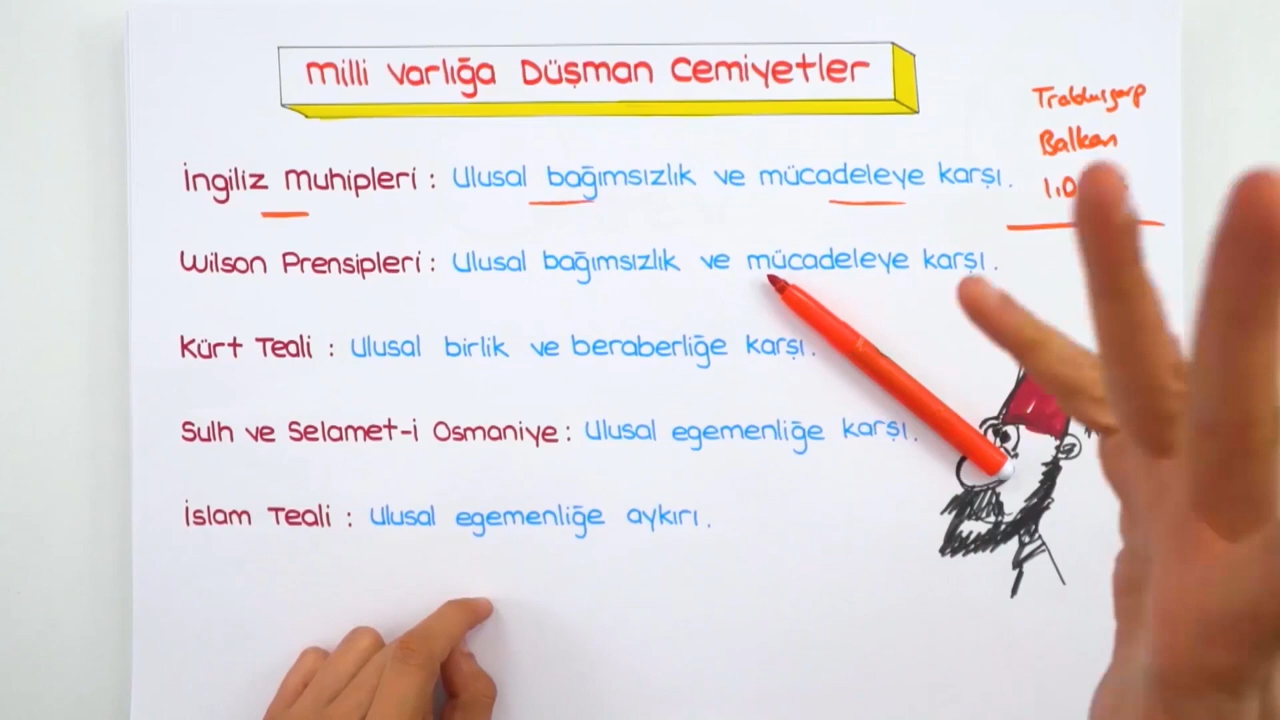 Milli Varlığa Düşman Cemiyetler
Trablusgarp
Balkan
1.D
İngiliz Muhipleri : Ulusal bağımsızlık ve mücadeleye karşı.
Wilson Prensipleri : Ulusal bağımsızlık ve mücadeleye karşı.
Kürt Teali : Ulusal birlik ve beraberliğe karşı.
Sulh ve Selamet-i Osmaniye : Ulusal egemenliğe karşı.
İslam Teali : Ulusal egemenliğe aykırı.